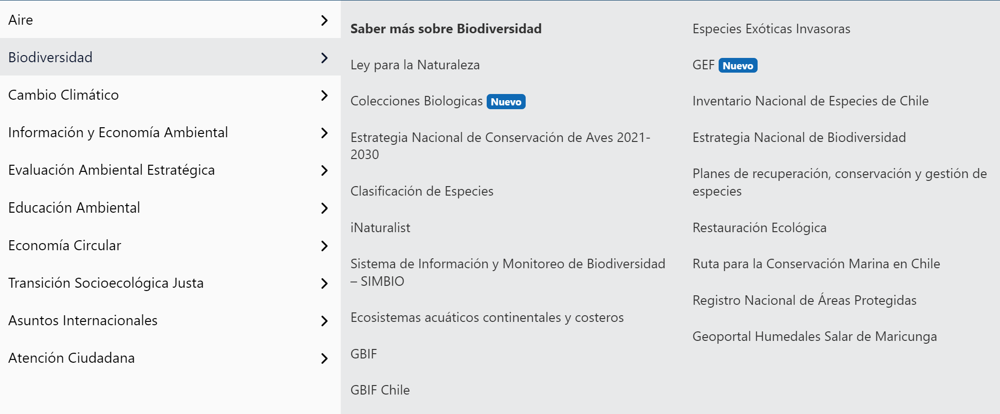 Aire
Biodiversidad
Cambio Climático
Información y Economía Ambiental
Evaluación Ambiental Estratégica
Educación Ambiental
Economía Circular
Transición Socioecológica Justa
Asuntos Internacionales
Atención Ciudadana
Saber más sobre Biodiversidad
Ley para la Naturaleza
Colecciones Biologicas Nuevo
Estrategia Nacional de Conservación de Aves 2021-
2030
Clasificación de Especies
iNaturalist
Sistema de Información y Monitoreo de Biodiversidad
– SIMBIO
Ecosistemas acuáticos continentales y costeros
GBIF
GBIF Chile
Especies Exóticas Invasoras
GEF Nuevo
Inventario Nacional de Especies de Chile
Estrategia Nacional de Biodiversidad
Planes de recuperación, conservación y gestión de
especies
Restauración Ecológica
Ruta para la Conservación Marina en Chile
Registro Nacional de Áreas Protegidas
Geoportal Humedales Salar de Maricunga